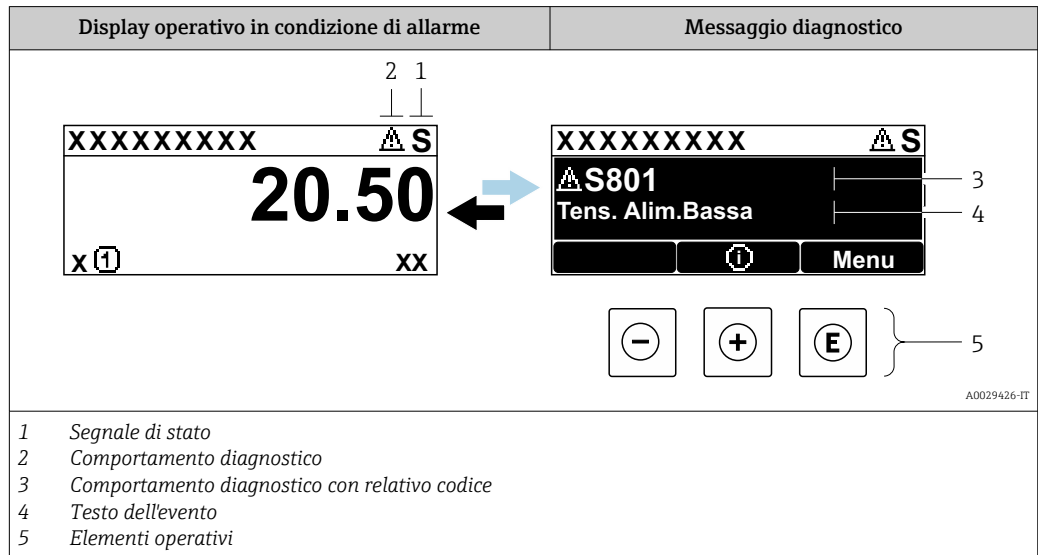 Display operativo in condizione di allarme
Messaggio diagnostico
2 1
XXXXXXXXX ⚠ S
20.50
x ① xx
XXXXXXXXX ⚠ S
⚠S801
Tens. Alim.Bassa
ⓘ Menu
3
4
- + E
5
A0029426-IT
1 Segnale di stato
2 Comportamento diagnostico
3 Comportamento diagnostico con relativo codice
4 Testo dell'evento
5 Elementi operativi